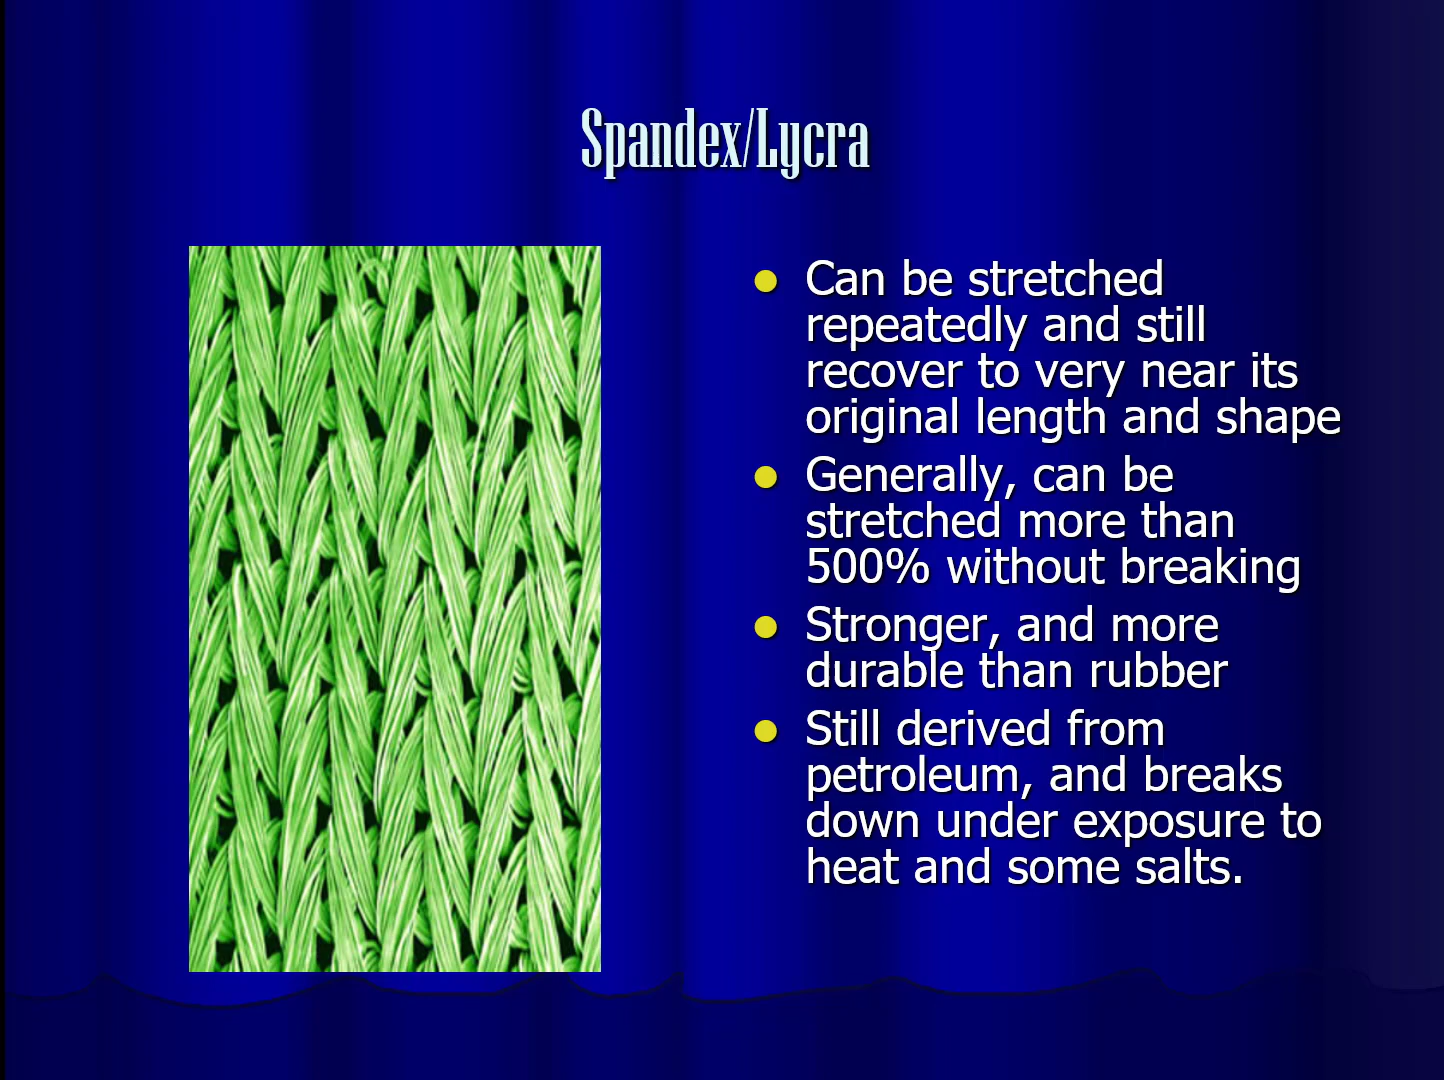 Spandex/Lycra
Can be stretched
repeatedly and still
recover to very near its
original length and shape
Generally, can be
stretched more than
500% without breaking
Stronger, and more
durable than rubber
Still derived from
petroleum, and breaks
down under exposure to
heat and some salts.